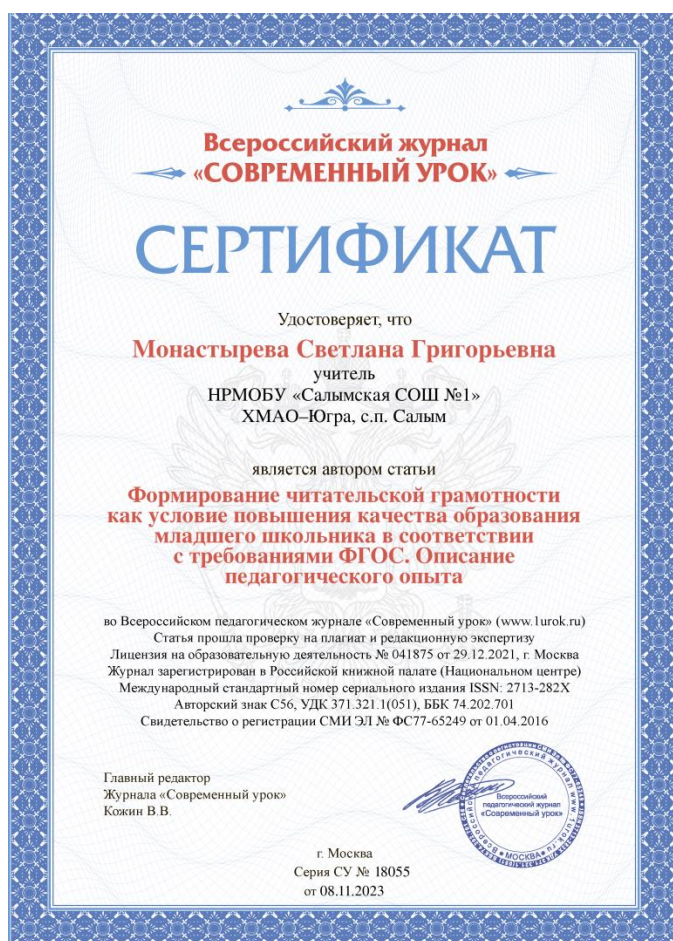 Всероссийский журнал
«СОВРЕМЕННЫЙ УРОК»
СЕРТИФИКАТ
Удостоверяет, что
Монастырева Светлана Григорьевна
учитель
НРМОБУ «Салымская СОШ №1»
ХМАО–Югра, с.п. Салым
является автором статьи
Формирование читательской грамотности
как условие повышения качества образования
младшего школьника в соответствии
с требованиями ФГОС. Описание
педагогического опыта
во Всероссийском педагогическом журнале «Современный урок» (www.1urok.ru)
Статья прошла проверку на плагиат и редакционную экспертизу
Лицензия на образовательную деятельность № 041875 от 29.12.2021, г. Москва
Журнал зарегистрирован в Российской книжной палате (Национальном центре)
Международный стандартный номер сериального издания ISSN: 2713-282X
Авторский знак С56, УДК 371.321.1(051), ББК 74.202.701
Свидетельство о регистрации СМИ ЭЛ № ФС77-65249 от 01.04.2016
Главный редактор
Журнала «Современный урок»
Кожин В.В.
Всероссийский
педагогический журнал
«Современный урок»
МОСКВА
г. Москва
Серия СУ № 18055
от 08.11.2023